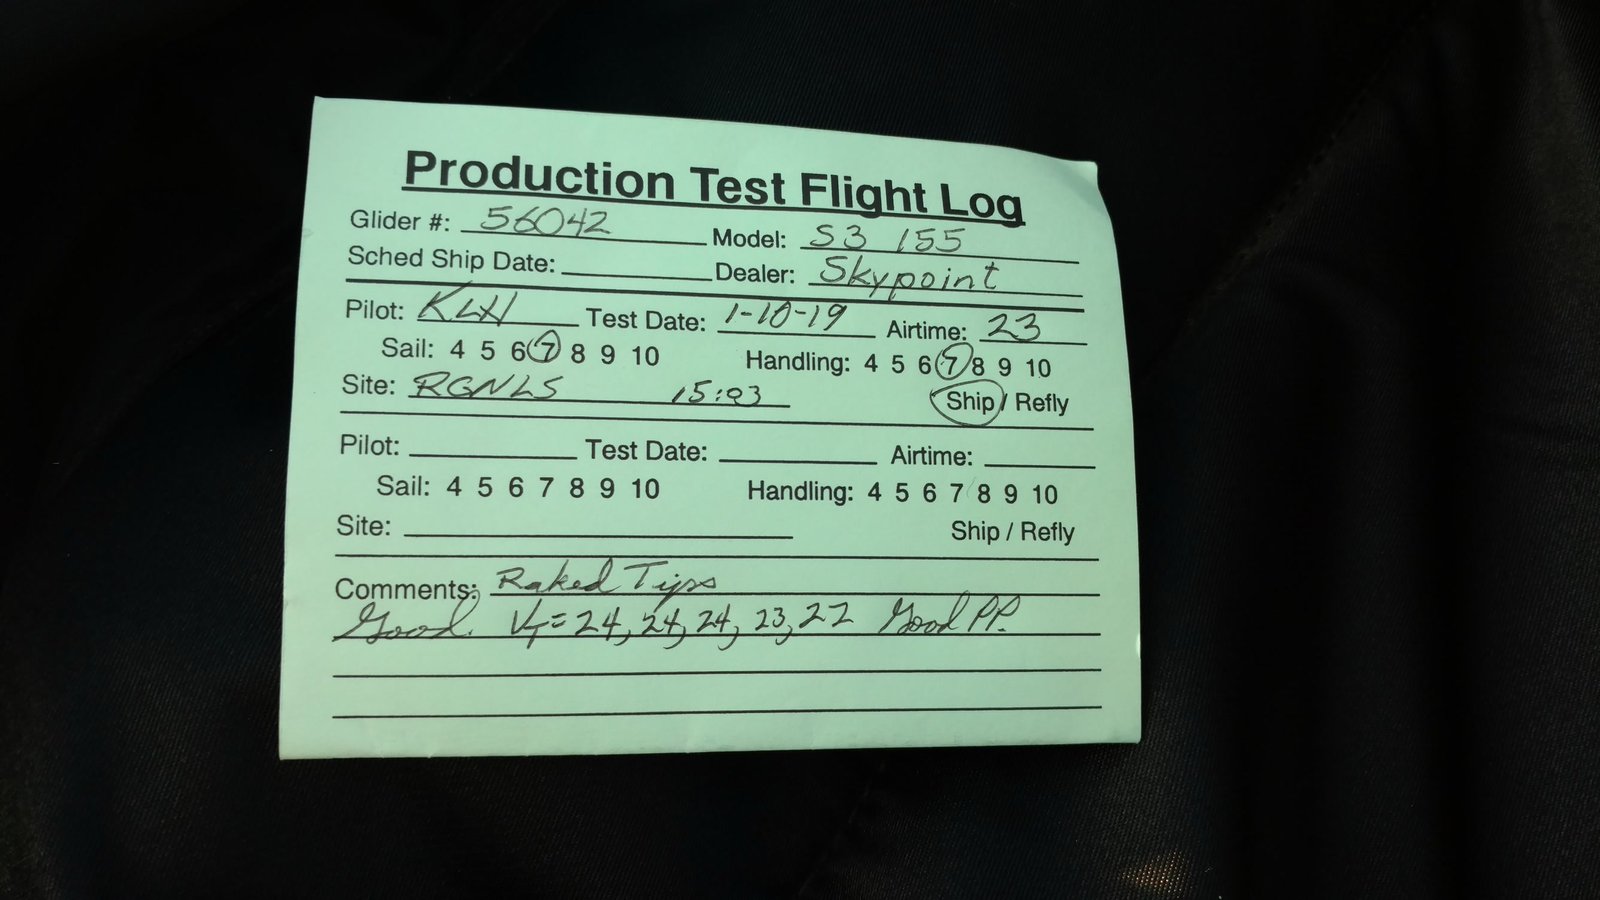 Production Test Flight Log
Glider #: 56042 Model: S3 155
Sched Ship Date: Dealer: Skypoint
Pilot: KLH Test Date: 1-10-19 Airtime: 23
Sail: 4 5 6 7 8 9 10 Handling: 4 5 6 7 8 9 10
Site: RGNLS 15:03 Ship / Refly
Pilot: Test Date: Airtime:
Sail: 4 5 6 7 8 9 10 Handling: 4 5 6 7 8 9 10
Site: Ship / Refly
Comments: Raked Tips
Good. VT= 24, 24, 24, 23, 22 Good PP.